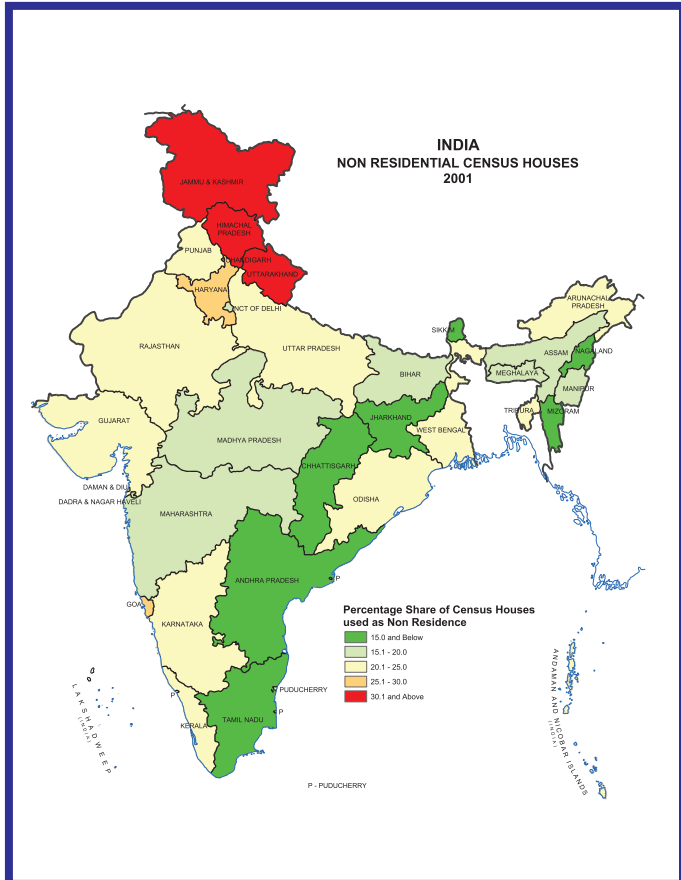 INDIA
NON RESIDENTIAL CENSUS HOUSES
2001
JAMMU & KASHMIR
HIMACHAL
PRADESH
PUNJAB
CHANDIGARH
UTTARAKHAND
HARYANA
NCT OF DELHI
ARUNACHAL
PRADESH
SIKKIM
RAJASTHAN
UTTAR PRADESH
ASSAM
NAGALAND
BIHAR
MEGHALAYA
MANIPUR
TRIPURA
MIZORAM
GUJARAT
JHARKHAND
WEST BENGAL
MADHYA PRADESH
CHHATTISGARH
DAMAN & DIU
DADRA & NAGAR HAVELI
ODISHA
MAHARASHTRA
ANDHRA PRADESH
P
GOA
KARNATAKA
Percentage Share of Census Houses
used as Non Residence
15.0 and Below
15.1 - 20.0
20.1 - 25.0
25.1 - 30.0
30.1 and Above
PUDUCHERRY
P
P
KERALA
TAMIL NADU
LAKSHADWEEP
(INDIA)
ANDAMAN AND NICOBAR ISLANDS
(INDIA)
P - PUDUCHERRY